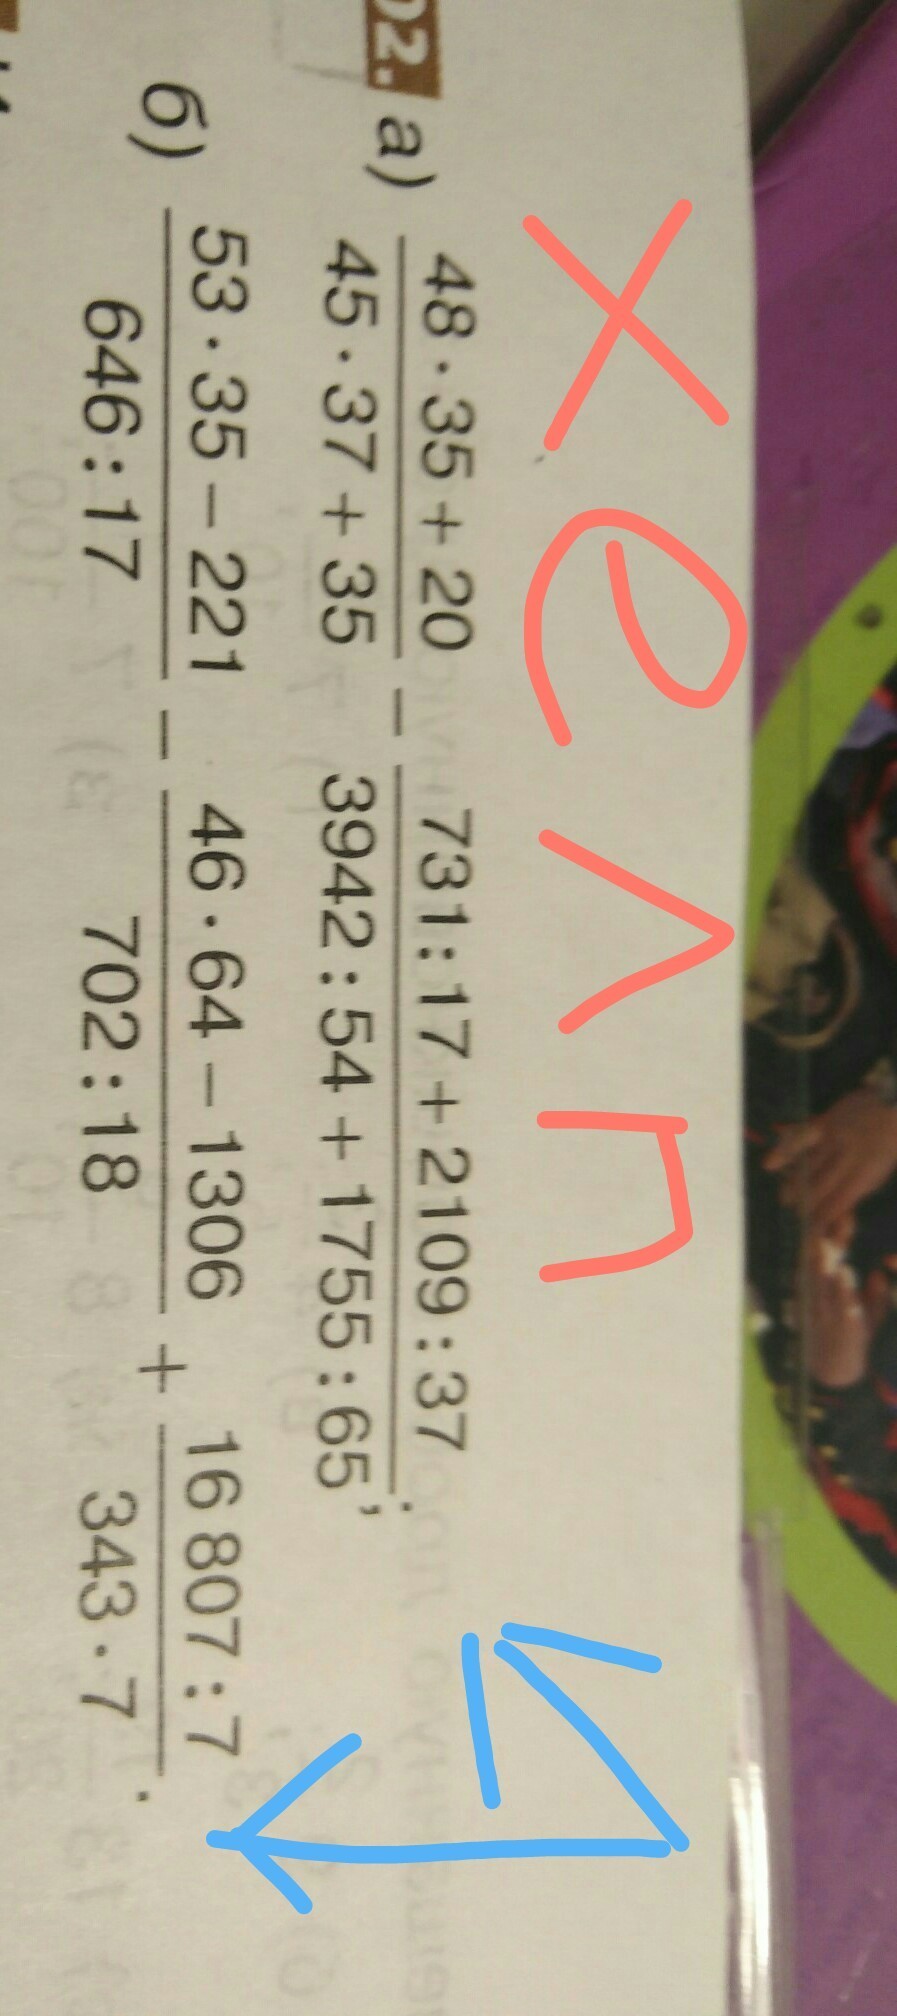 хелп
02. а) (48 · 35 + 20)/(45 · 37 + 35) − (731 : 17 + 2109 : 37)/(3942 : 54 + 1755 : 65);
б) (53 · 35 − 221)/(646 : 17) − (46 · 64 − 1306)/(702 : 18) + (16 807 : 7)/(343 · 7).